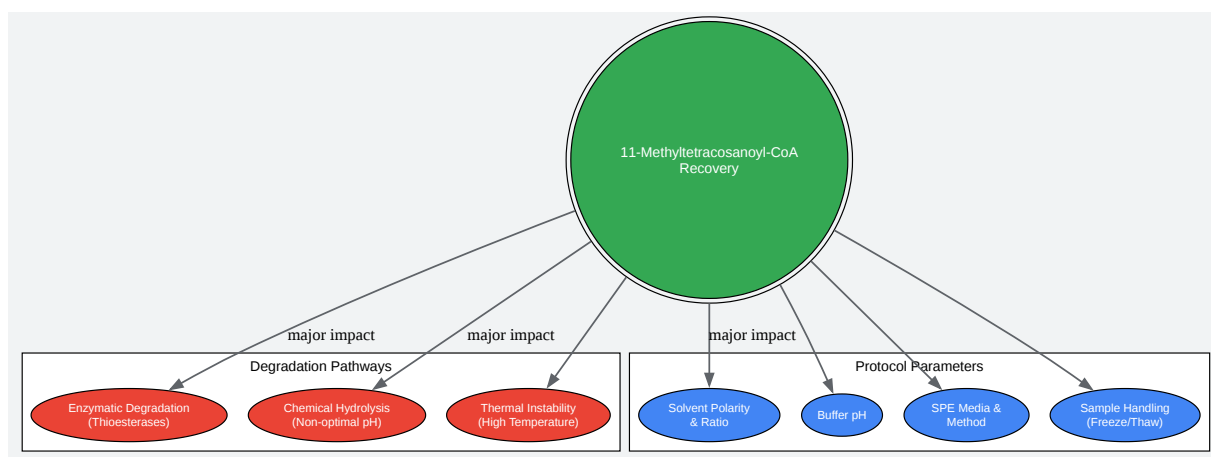 11-Methyltetracosanoyl-CoA
Recovery
major impact
major impact
major impact
Degradation Pathways
Protocol Parameters
Enzymatic Degradation
(Thioesterases)
Chemical Hydrolysis
(Non-optimal pH)
Thermal Instability
(High Temperature)
Solvent Polarity
& Ratio
Buffer pH
SPE Media &
Method
Sample Handling
(Freeze/Thaw)